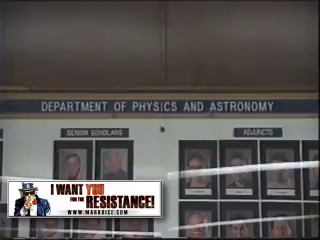 DEPARTMENT OF PHYSICS AND ASTRONOMY
SENIOR SCHOLARS
ADJUNCTS
I WANT YOU
FOR THE
RESISTANCE!
WWW.MARKDICE.COM